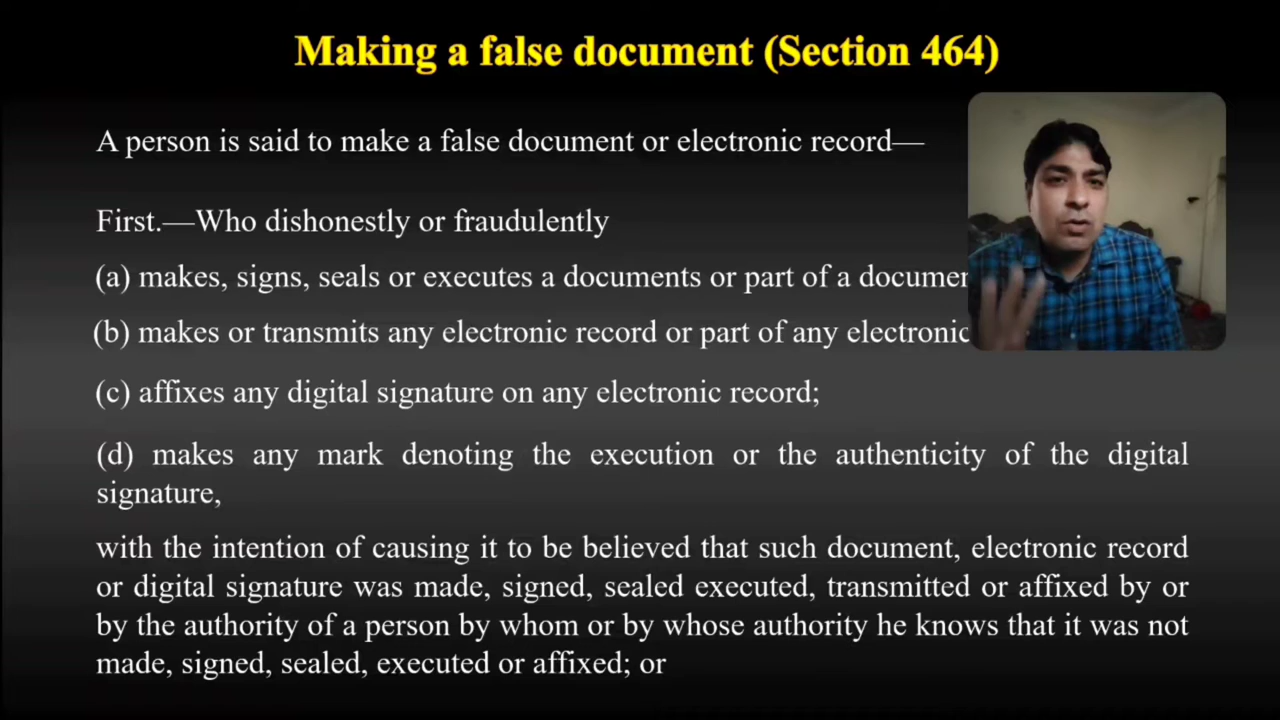 Making a false document (Section 464)
A person is said to make a false document or electronic record—
First.—Who dishonestly or fraudulently
(a) makes, signs, seals or executes a documents or part of a
(b) makes or transmits any electronic record or part of any electronic
(c) affixes any digital signature on any electronic record;
(d) makes any mark denoting the execution or the authenticity of the digital
signature,
with the intention of causing it to be believed that such document, electronic record
or digital signature was made, signed, sealed executed, transmitted or affixed by or
by the authority of a person by whom or by whose authority he knows that it was not
made, signed, sealed, executed or affixed; or